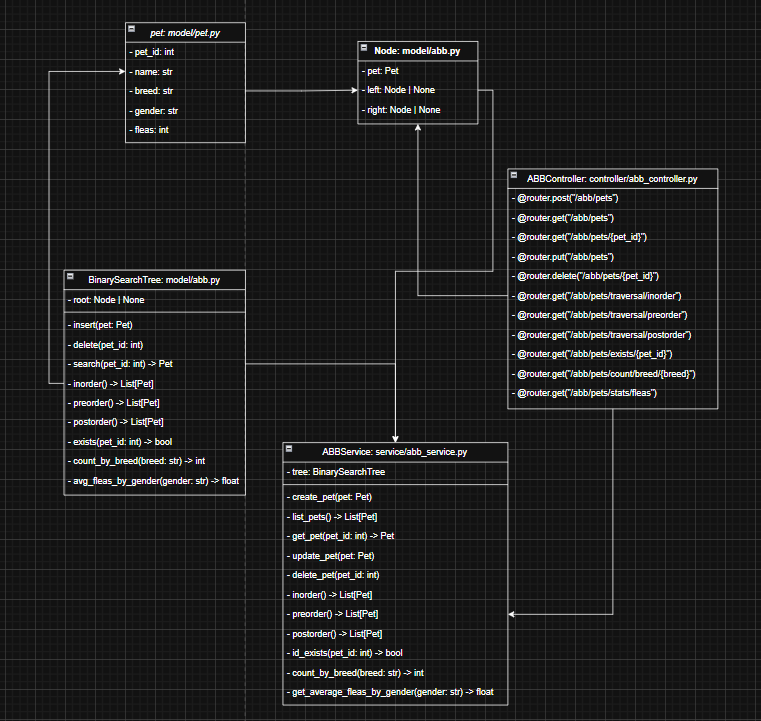 pet: model/pet.py
- pet_id: int
- name: str
- breed: str
- gender: str
- fleas: int
Node: model/abb.py
- pet: Pet
- left: Node | None
- right: Node | None
ABBController: controller/abb_controller.py
- @router.post("/abb/pets")
- @router.get("/abb/pets")
- @router.get("/abb/pets/{pet_id}")
- @router.put("/abb/pets")
- @router.delete("/abb/pets/{pet_id}")
- @router.get("/abb/pets/traversal/inorder")
- @router.get("/abb/pets/traversal/preorder")
- @router.get("/abb/pets/traversal/postorder")
- @router.get("/abb/pets/exists/{pet_id}")
- @router.get("/abb/pets/count/breed/{breed}")
- @router.get("/abb/pets/stats/fleas")
BinarySearchTree: model/abb.py
- root: Node | None
- insert(pet: Pet)
- delete(pet_id: int)
- search(pet_id: int) -> Pet
- inorder() -> List[Pet]
- preorder() -> List[Pet]
- postorder() -> List[Pet]
- exists(pet_id: int) -> bool
- count_by_breed(breed: str) -> int
- avg_fleas_by_gender(gender: str) -> float
ABBService: service/abb_service.py
- tree: BinarySearchTree
- create_pet(pet: Pet)
- list_pets() -> List[Pet]
- get_pet(pet_id: int) -> Pet
- update_pet(pet: Pet)
- delete_pet(pet_id: int)
- inorder() -> List[Pet]
- preorder() -> List[Pet]
- postorder() -> List[Pet]
- id_exists(pet_id: int) -> bool
- count_by_breed(breed: str) -> int
- get_average_fleas_by_gender(gender: str) -> float